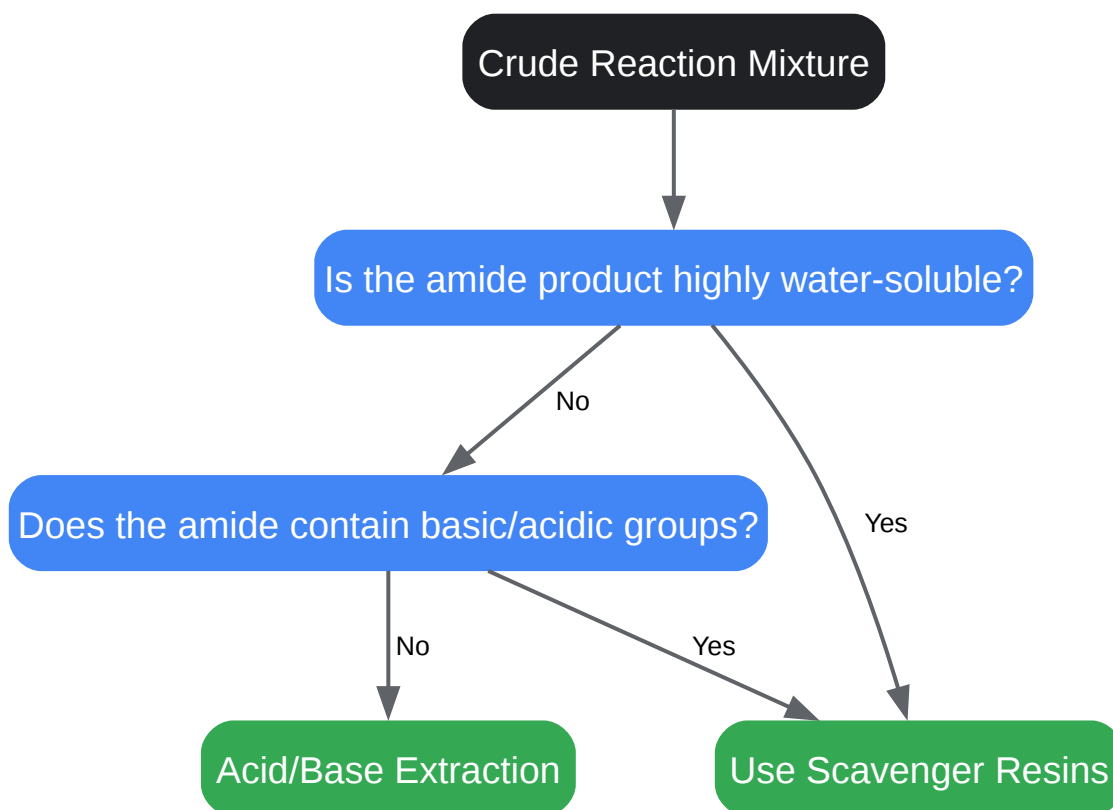 Crude Reaction Mixture
Is the amide product highly water-soluble?
No
Yes
Does the amide contain basic/acidic groups?
No
Yes
Acid/Base Extraction
Use Scavenger Resins